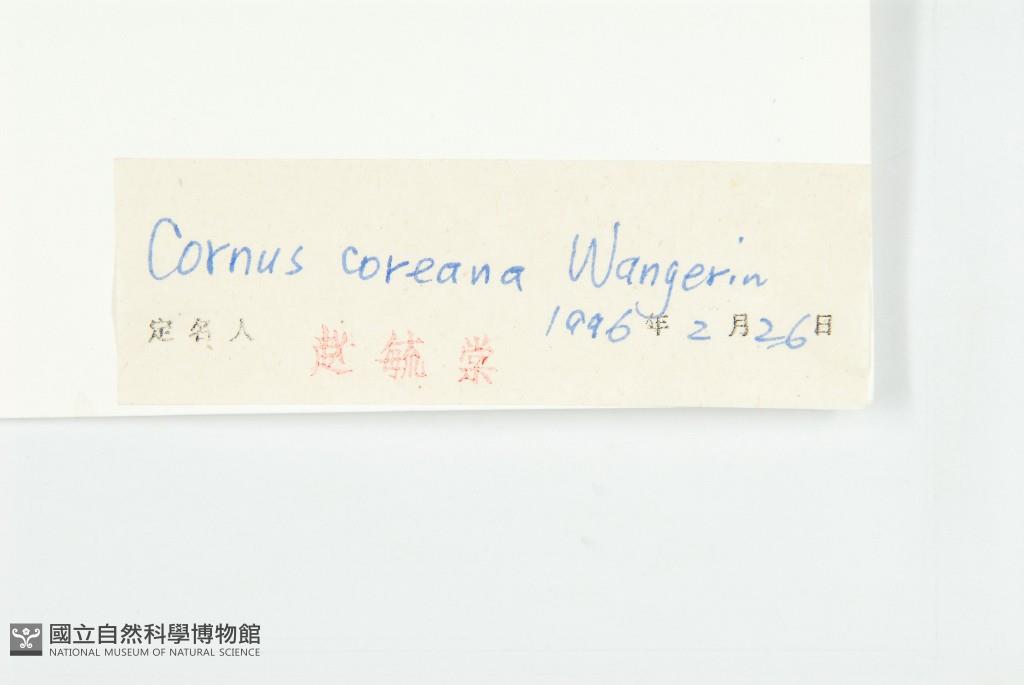 Cornus coreana Wangerin
定名人 趙毓棠 1996年2月26日
國立自然科學博物館
NATIONAL MUSEUM OF NATURAL SCIENCE